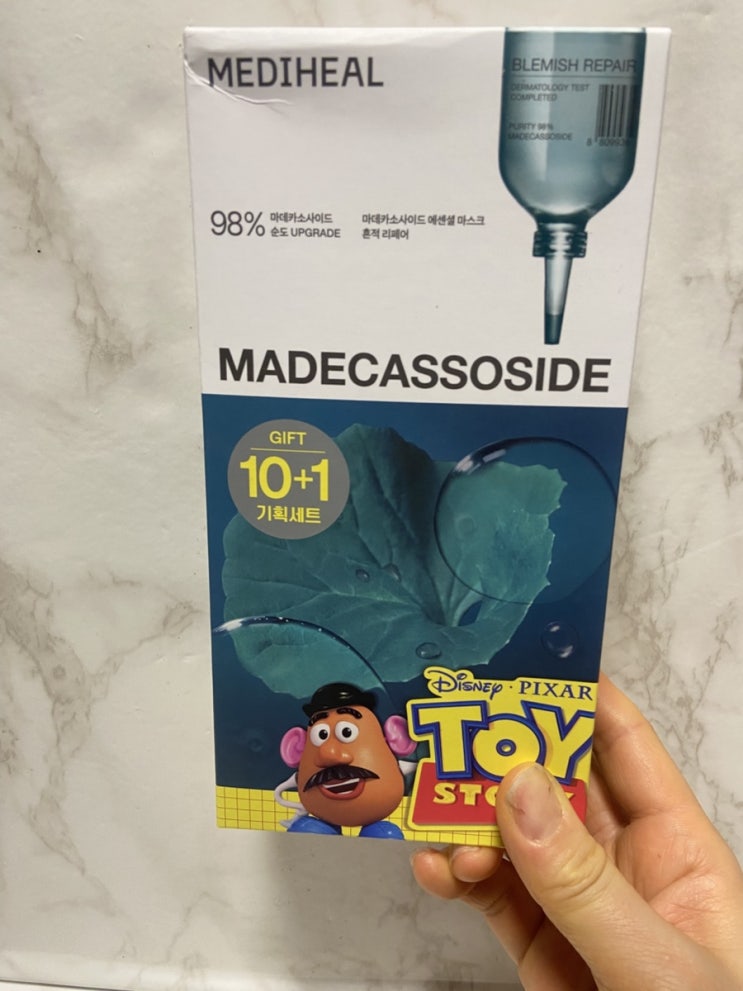 MEDIHEAL
BLEMISH REPAIR
DERMATOLOGY TEST
COMPLETED
PURITY 98%
MADECASSOSIDE
98% 마데카소사이드
순도 UPGRADE
마데카소사이드 에센셜 마스크
흔적 리페어
MADECASSOSIDE
GIFT
10+1
기획세트
Disney · PIXAR
TOY